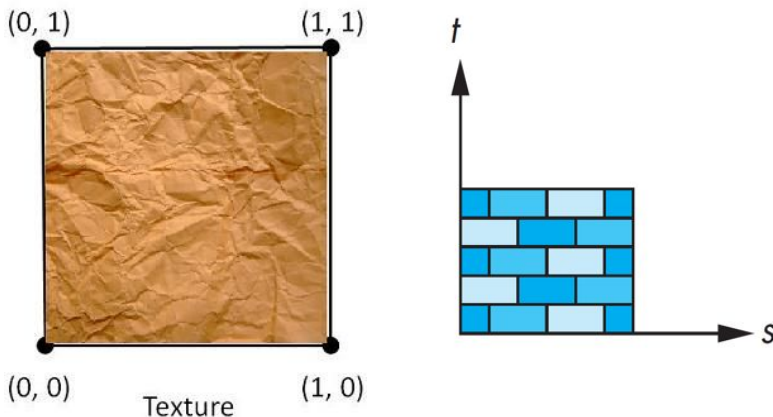 (0, 1) (1, 1)
t
(0, 0) (1, 0)
s
Texture